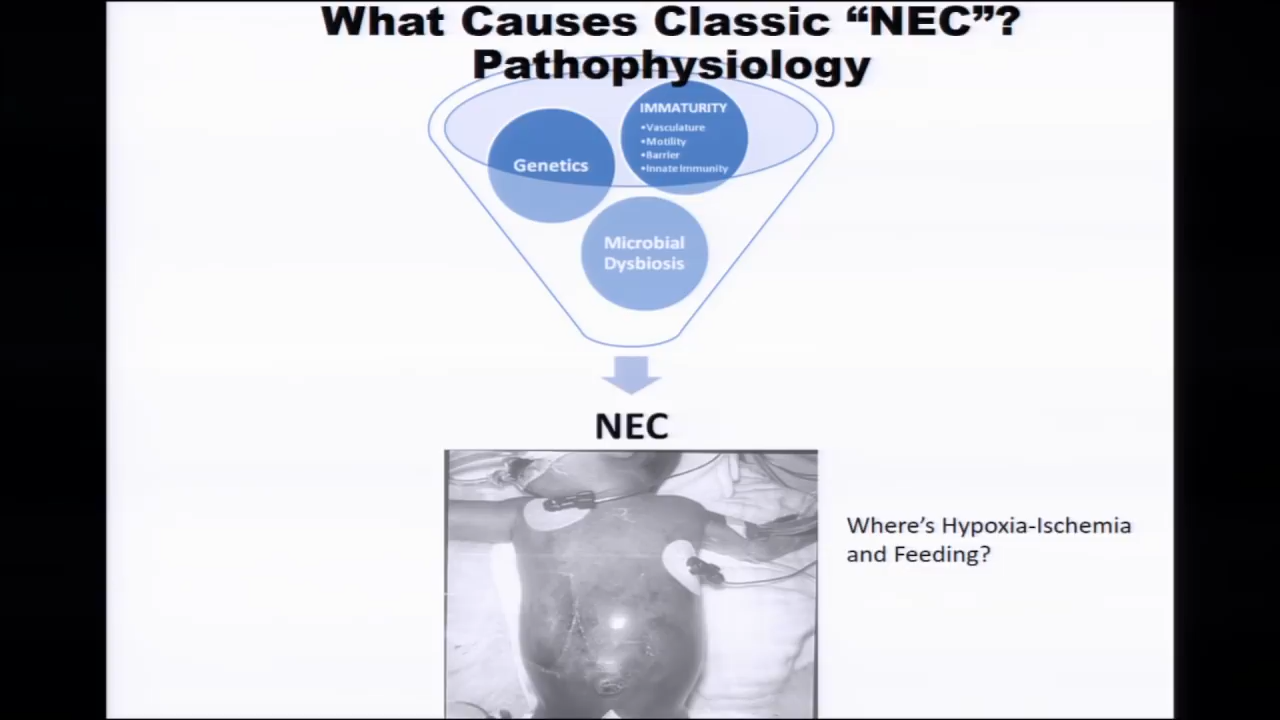 What Causes Classic “NEC”?
Pathophysiology
IMMATURITY
•Vasculature
•Motility
•Barrier
•Innate Immunity
Genetics
Microbial
Dysbiosis
NEC
Where’s Hypoxia-Ischemia
and Feeding?